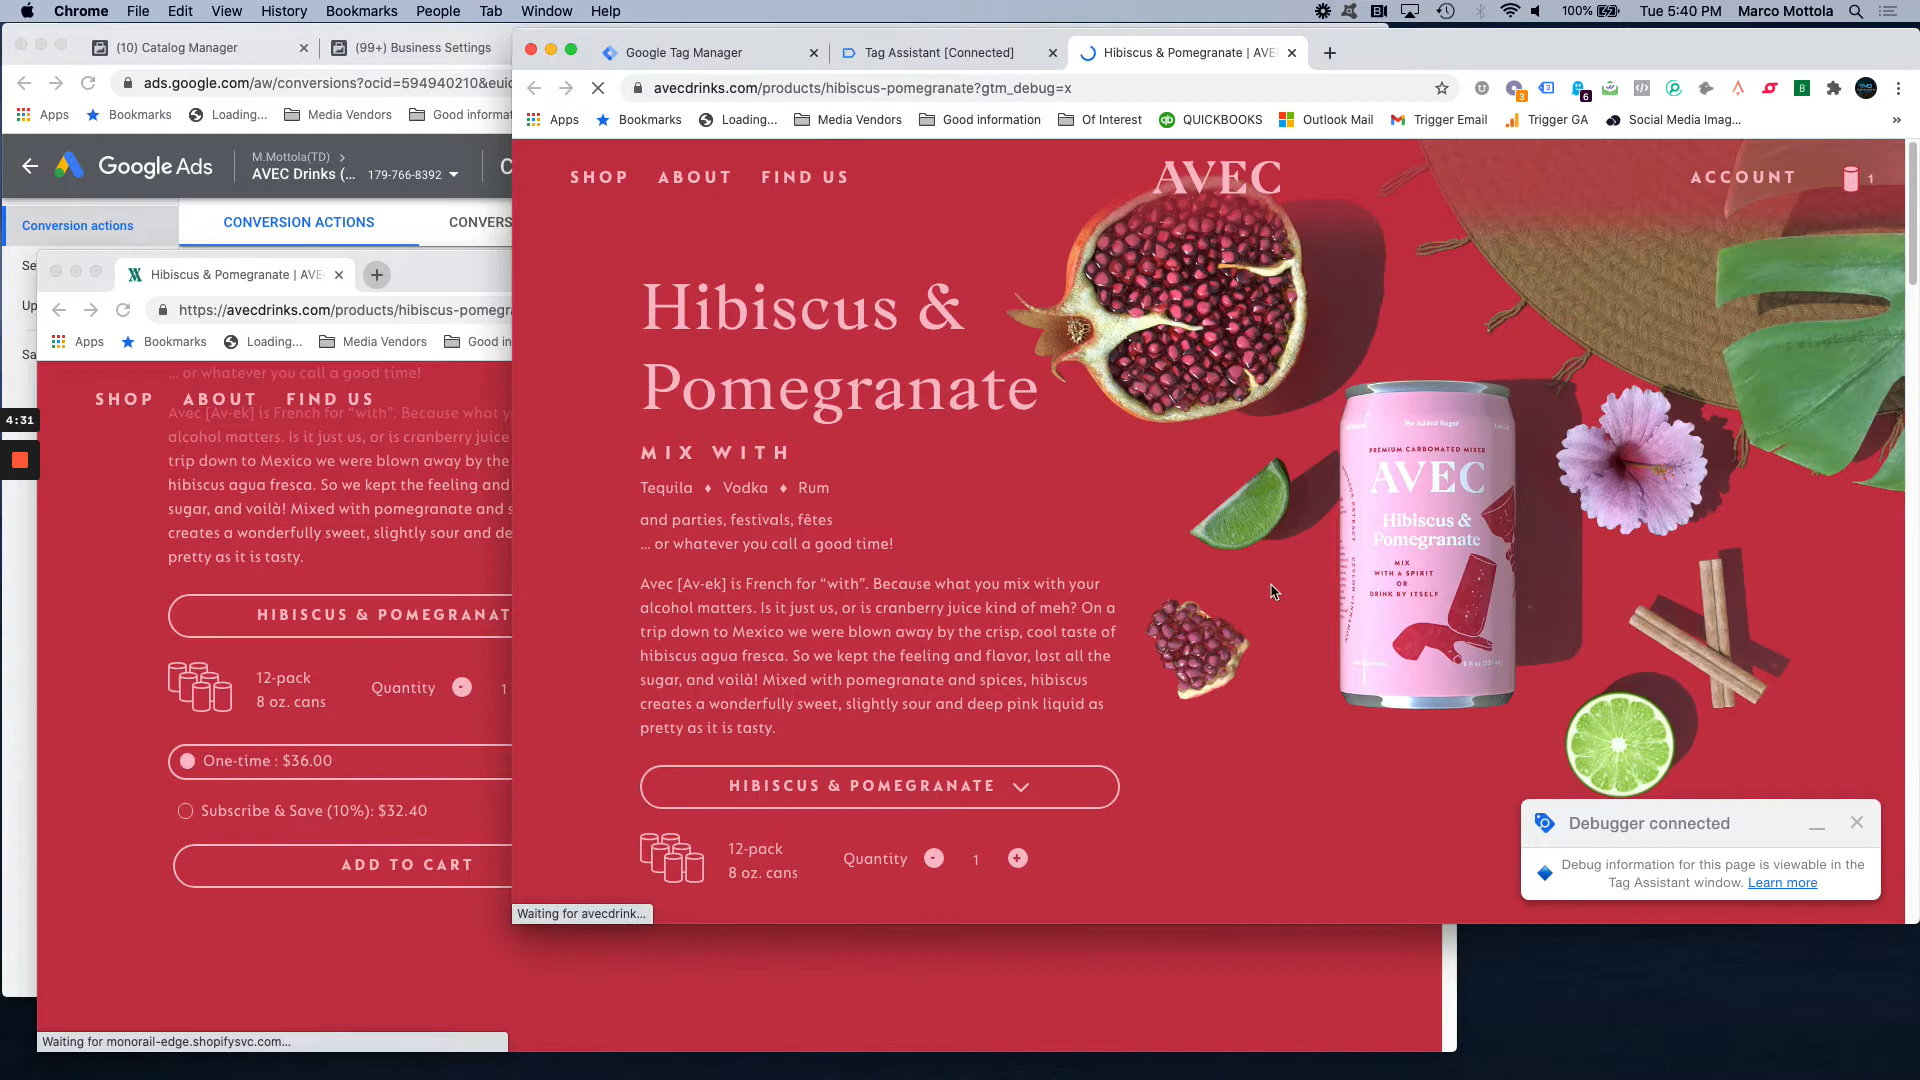 Chrome File Edit View History Bookmarks People Tab Window Help
100% Tue 5:40 PM Marco Mottola
(10) Catalog Manager
(99+) Business Settings
ads.google.com/aw/conversions?ocid=594940210&euic
Apps Bookmarks Loading... Media Vendors Good informa
Google Ads
M.Mottola(TD)
AVEC Drinks (... 179-766-8392
C
Conversion actions
CONVERSION ACTIONS CONVERS
Se
Up
Sa
4:31
Hibiscus & Pomegranate | AVE
https://avecdrinks.com/products/hibiscus-pomegra
Apps Bookmarks Loading... Media Vendors Good in
... or whatever you call a good time!
SHOP ABOUT FIND US
Avec [Av-ek] is French for “with”. Because what y
alcohol matters. Is it just us, or is cranberry juice
trip down to Mexico we were blown away by the
hibiscus agua fresca. So we kept the feeling and
sugar, and voilà! Mixed with pomegranate and s
creates a wonderfully sweet, slightly sour and de
pretty as it is tasty.
HIBISCUS & POMEGRANAT
12-pack
8 oz. cans
Quantity - 1
One-time : $36.00
Subscribe & Save (10%): $32.40
ADD TO CART
Waiting for monorail-edge.shopifysvc.com...
Google Tag Manager
Tag Assistant [Connected]
Hibiscus & Pomegranate | AVE
avecdrinks.com/products/hibiscus-pomegranate?gtm_debug=x
3 2 6 B
Apps Bookmarks Loading... Media Vendors Good information Of Interest qb QUICKBOOKS Outlook Mail Trigger Email Trigger GA Social Media Imag... »
SHOP ABOUT FIND US
AVEC
ACCOUNT 1
Hibiscus &
Pomegranate
MIX WITH
Tequila ♦ Vodka ♦ Rum
and parties, festivals, fêtes
... or whatever you call a good time!
Avec [Av-ek] is French for “with”. Because what you mix with your
alcohol matters. Is it just us, or is cranberry juice kind of meh? On a
trip down to Mexico we were blown away by the crisp, cool taste of
hibiscus agua fresca. So we kept the feeling and flavor, lost all the
sugar, and voilà! Mixed with pomegranate and spices, hibiscus
creates a wonderfully sweet, slightly sour and deep pink liquid as
pretty as it is tasty.
HIBISCUS & POMEGRANATE
12-pack
8 oz. cans
Quantity - 1 +
No Added Sugar
PREMIUM CARBONATED MIXER
AVEC
Hibiscus &
Pomegranate
MIX
WITH A SPIRIT
OR
DRINK BY ITSELF
Debugger connected
Debug information for this page is viewable in the
Tag Assistant window. Learn more
Waiting for avecdrink...